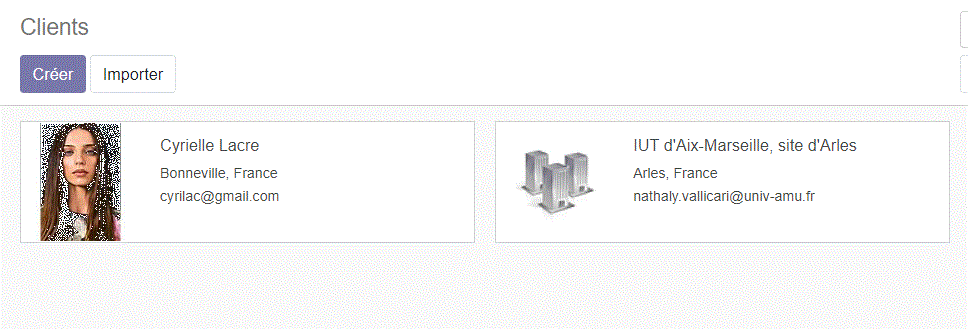 Clients
Créer
Importer
Cyrielle Lacre
Bonneville, France
cyrilac@gmail.com
IUT d'Aix-Marseille, site d'Arles
Arles, France
nathaly.vallicari@univ-amu.fr